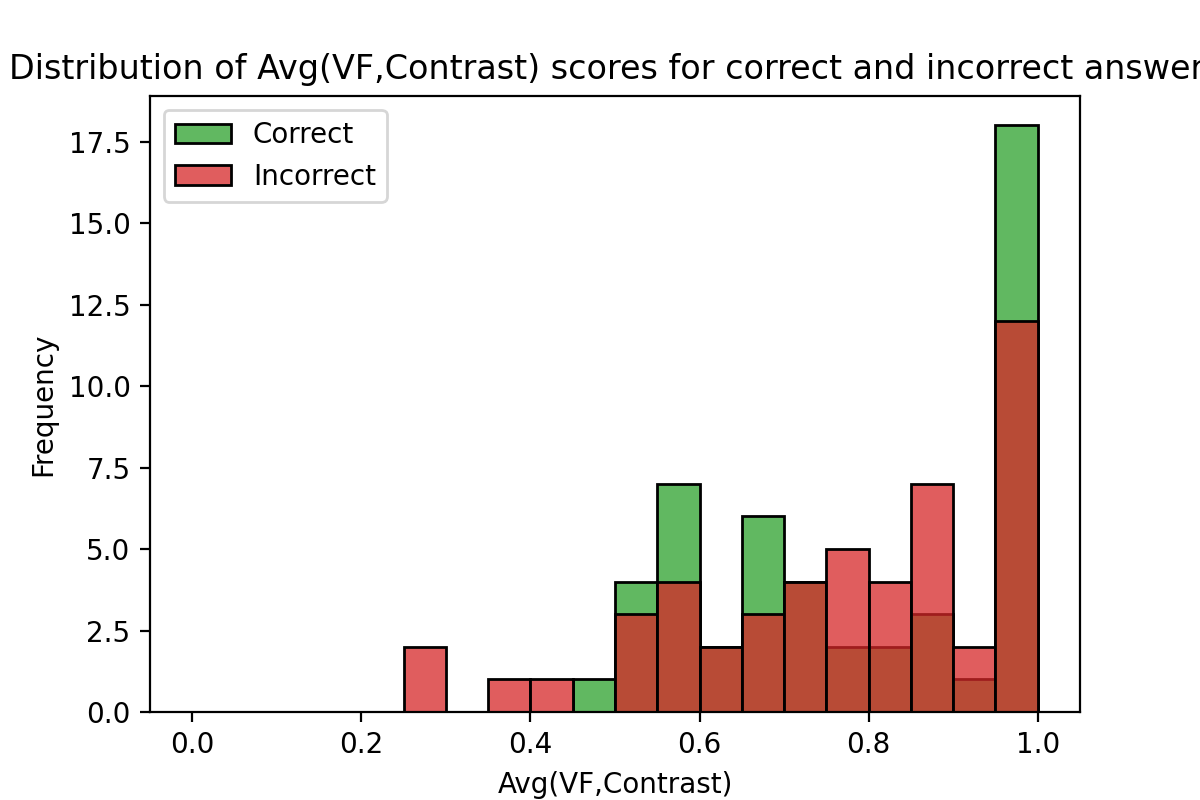 Distribution of Avg(VF,Contrast) scores for correct and incorrect answer
Correct
Incorrect
17.5
15.0
12.5
10.0
7.5
5.0
2.5
0.0
Frequency
0.0 0.2 0.4 0.6 0.8 1.0
Avg(VF,Contrast)